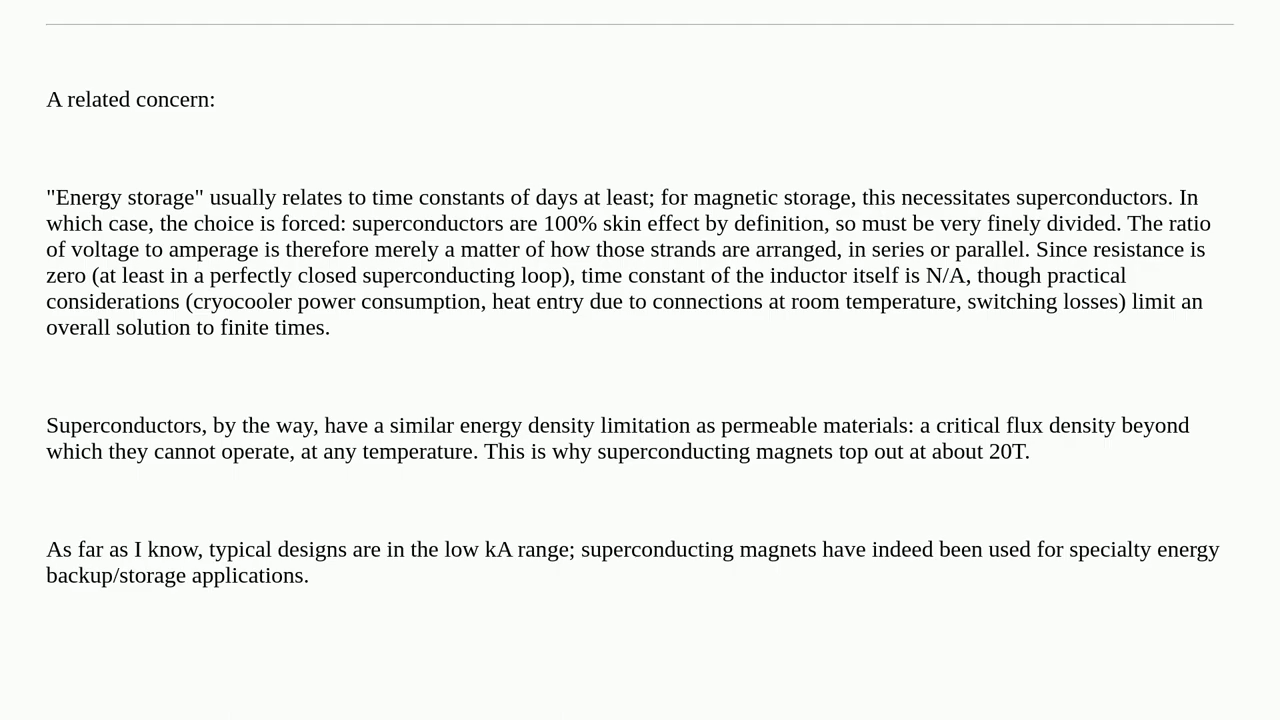 A related concern:
"Energy storage" usually relates to time constants of days at least; for magnetic storage, this necessitates superconductors. In
which case, the choice is forced: superconductors are 100% skin effect by definition, so must be very finely divided. The ratio
of voltage to amperage is therefore merely a matter of how those strands are arranged, in series or parallel. Since resistance is
zero (at least in a perfectly closed superconducting loop), time constant of the inductor itself is N/A, though practical
considerations (cryocooler power consumption, heat entry due to connections at room temperature, switching losses) limit an
overall solution to finite times.
Superconductors, by the way, have a similar energy density limitation as permeable materials: a critical flux density beyond
which they cannot operate, at any temperature. This is why superconducting magnets top out at about 20T.
As far as I know, typical designs are in the low kA range; superconducting magnets have indeed been used for specialty energy
backup/storage applications.